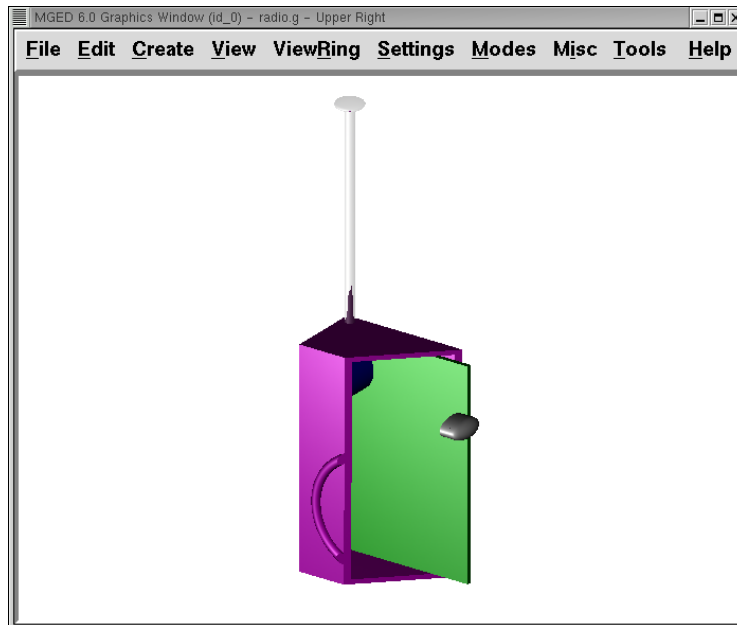 MGED 6.0 Graphics Window (id_0) – radio.g – Upper Right
File Edit Create View ViewRing Settings Modes Misc Tools Help